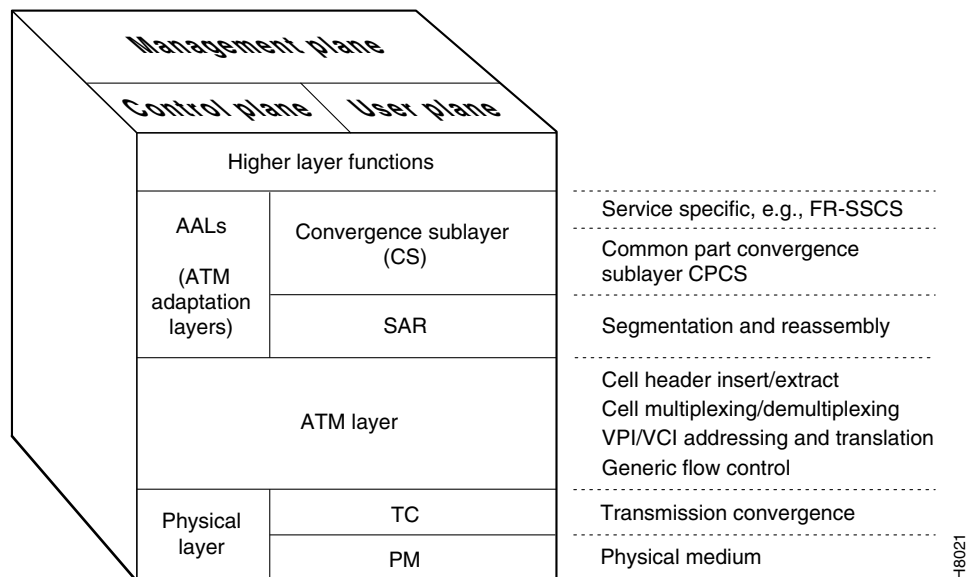 Management plane
Control plane
User plane
Higher layer functions
AALs
(ATM
adaptation
layers)
Convergence sublayer
(CS)
Service specific, e.g., FR-SSCS
Common part convergence
sublayer CPCS
SAR
Segmentation and reassembly
ATM layer
Cell header insert/extract
Cell multiplexing/demultiplexing
VPI/VCI addressing and translation
Generic flow control
Physical
layer
TC
Transmission convergence
PM
Physical medium
H8021